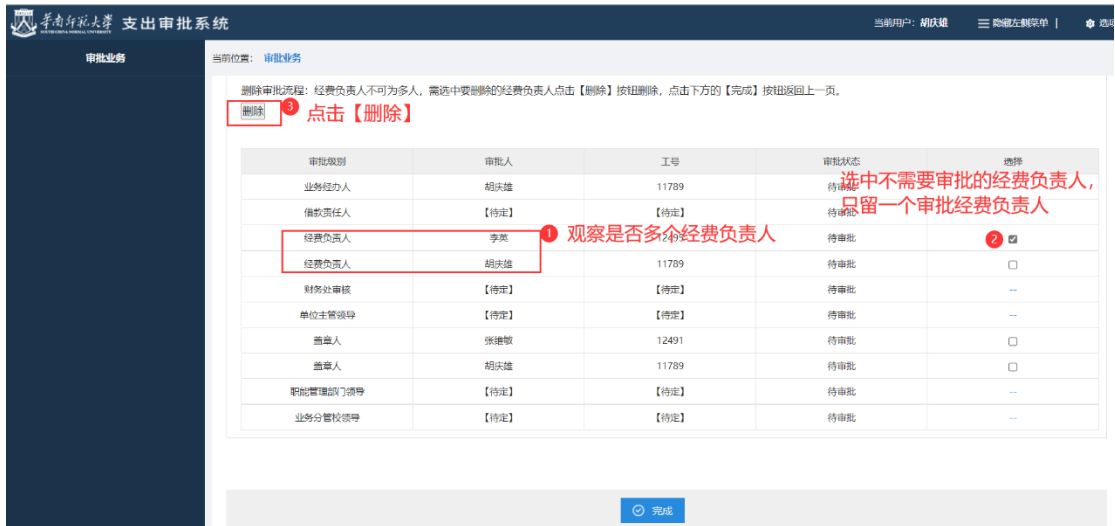 华南师范大学 支出审批系统 当前用户：胡庆雄 隐藏左侧菜单 | 选项
SOUTH CHINA NORMAL UNIVERSITY
审批业务 当前位置： 审批业务
删除审批流程：经费负责人不可为多人，需选中要删除的经费负责人点击【删除】按钮删除，点击下方的【完成】按钮返回上一页。
删除 3 点击【删除】
审批级别 审批人 工号 审批状态 选择
业务经办人 胡庆雄 11789 待审批 选中不需要审批的经费负责人，
借款责任人 【待定】 【待定】 待审批 只留一个审批经费负责人
经费负责人 李英 1 观察是否多个经费负责人 12495 待审批 2
经费负责人 胡庆雄 11789 待审批
财务处审核 【待定】 【待定】 待审批 --
单位主管领导 【待定】 【待定】 待审批 --
盖章人 张维敏 12491 待审批
盖章人 胡庆雄 11789 待审批
职能管理部门领导 【待定】 【待定】 待审批 --
业务分管校领导 【待定】 【待定】 待审批 --
完成